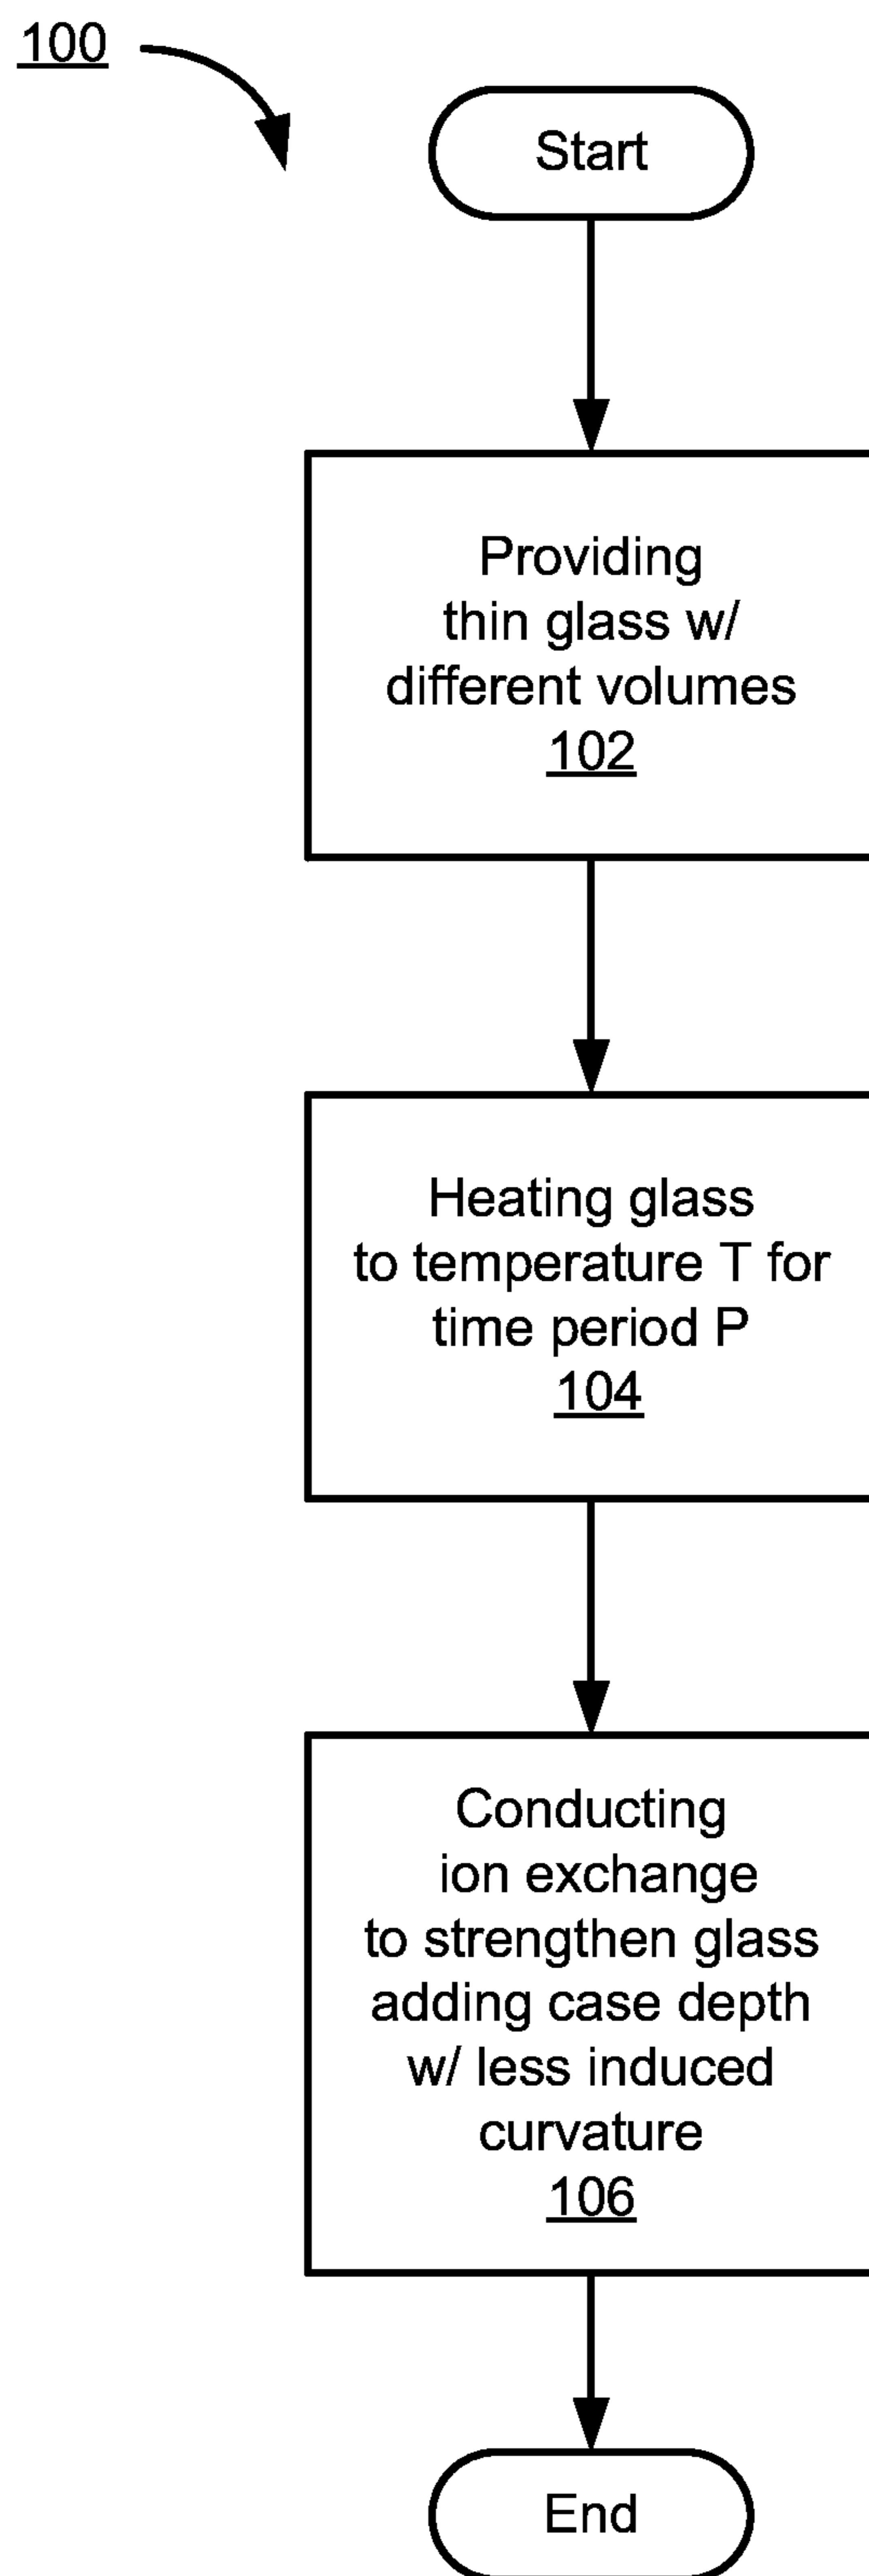 100
Start
Providing
thin glass w/
different volumes
102
Heating glass
to temperature T for
time period P
104
Conducting
ion exchange
to strengthen glass
adding case depth
w/ less induced
curvature
106
End